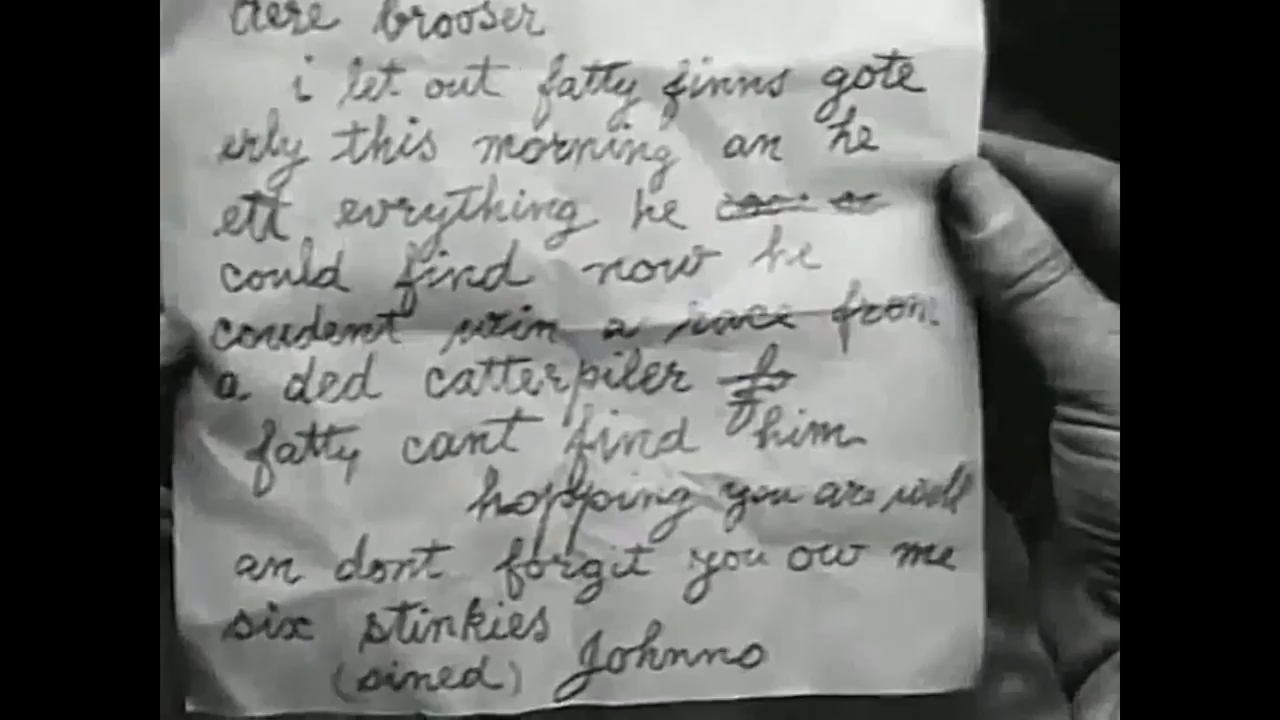 dere brooser
i let out fatty finns gote
erly this morning an he
ett evrything he
could find now he
coudent win a race from
a ded catterpiler
fatty cant find him
hopping you are well
an dont forgit you ow me
six stinkies
(sined) Johnno